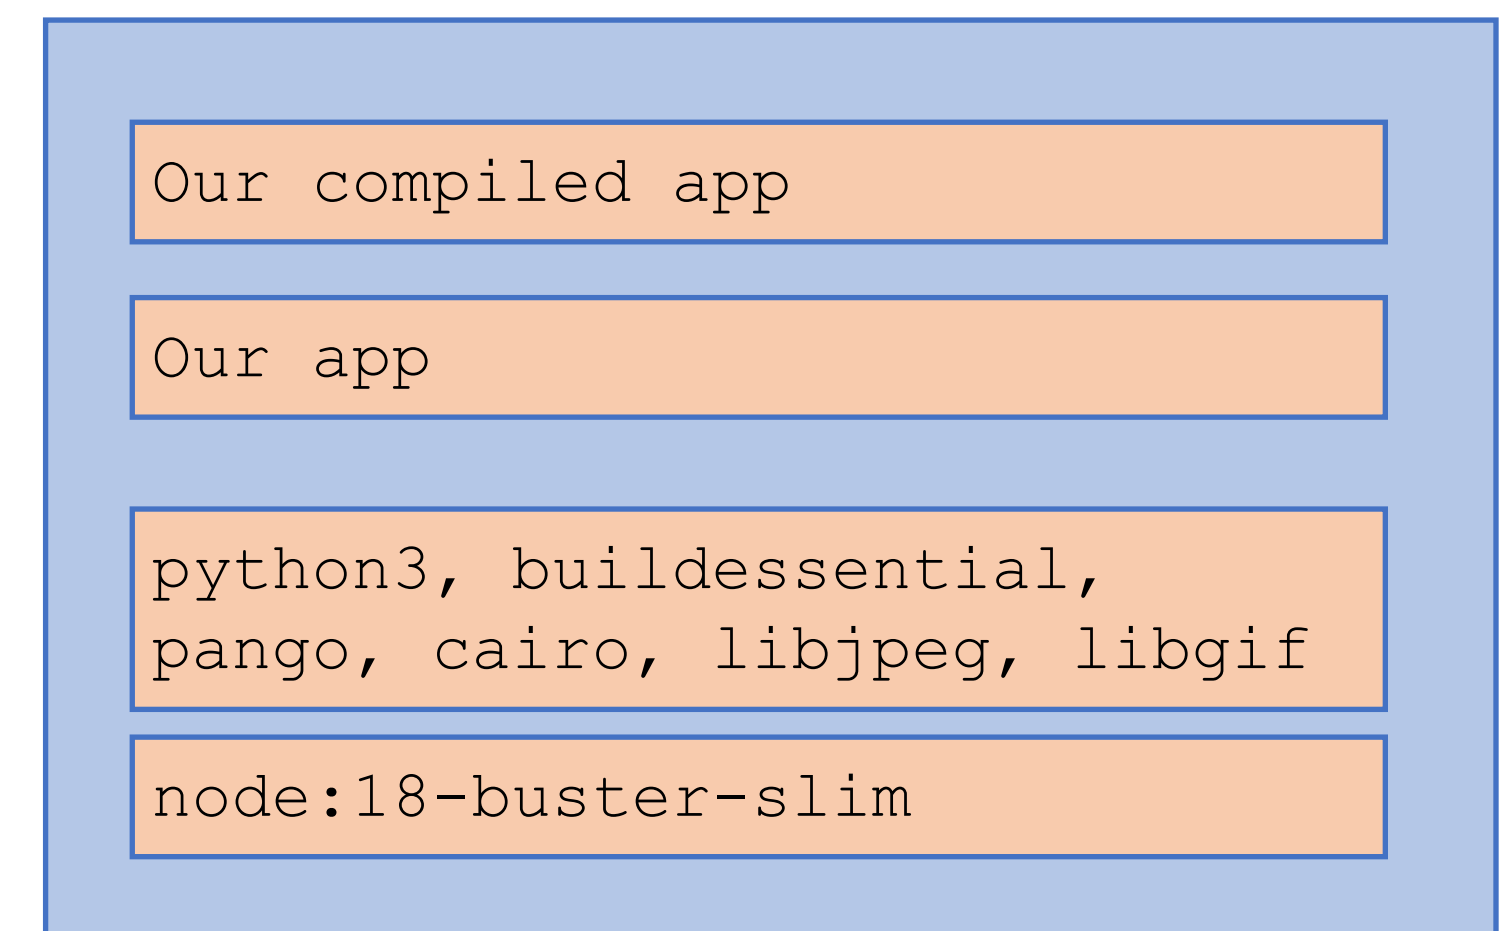 Our compiled app
Our app
python3, buildessential,
pango, cairo, libjpeg, libgif
node:18-buster-slim